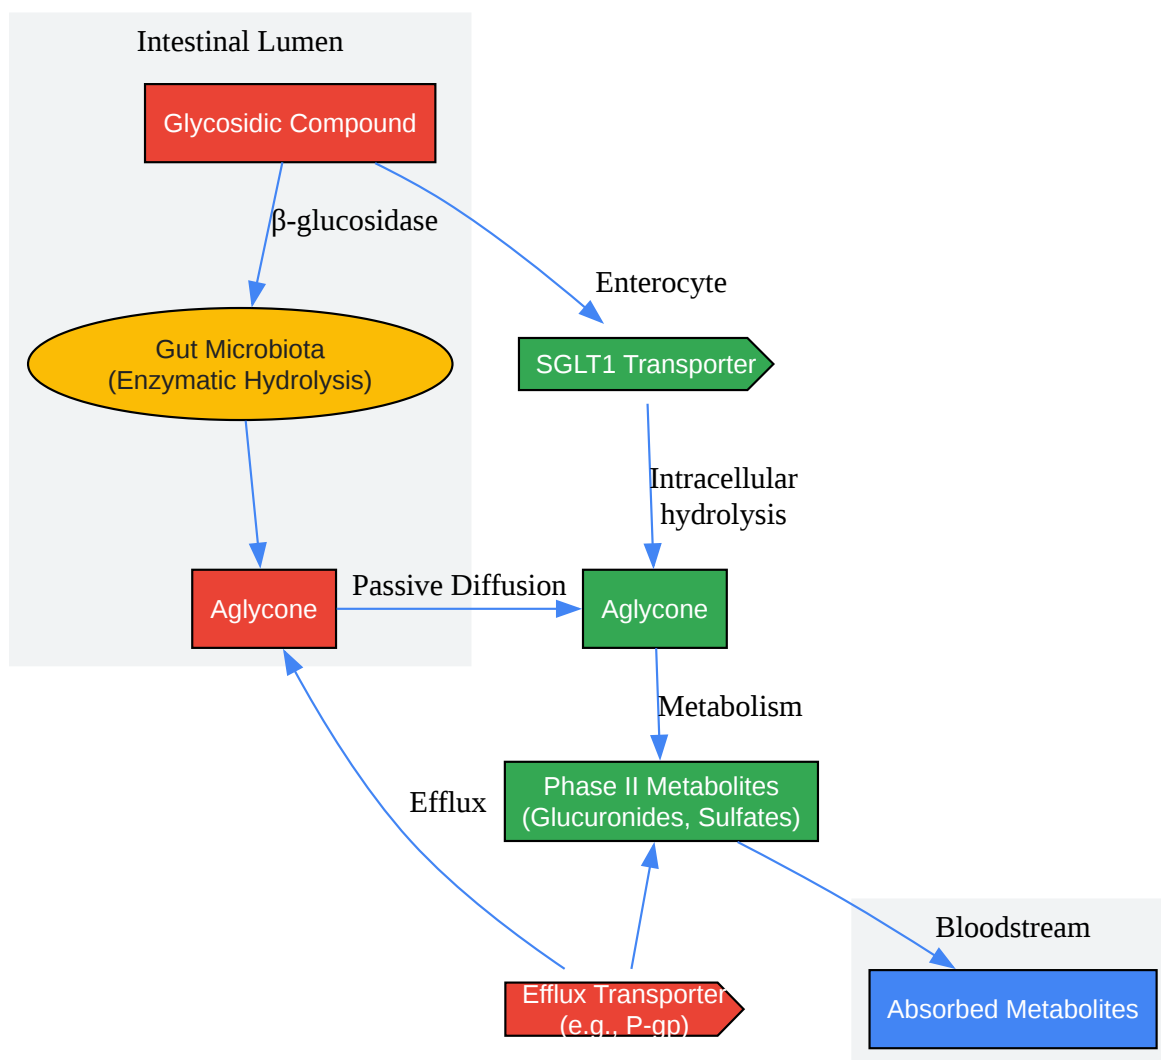 Intestinal Lumen
Glycosidic Compound
β-glucosidase
Enterocyte
Gut Microbiota
(Enzymatic Hydrolysis)
SGLT1 Transporter
Intracellular
hydrolysis
Aglycone
Passive Diffusion
Aglycone
Metabolism
Phase II Metabolites
(Glucuronides, Sulfates)
Efflux
Bloodstream
Efflux Transporter
(e.g., P-gp)
Absorbed Metabolites